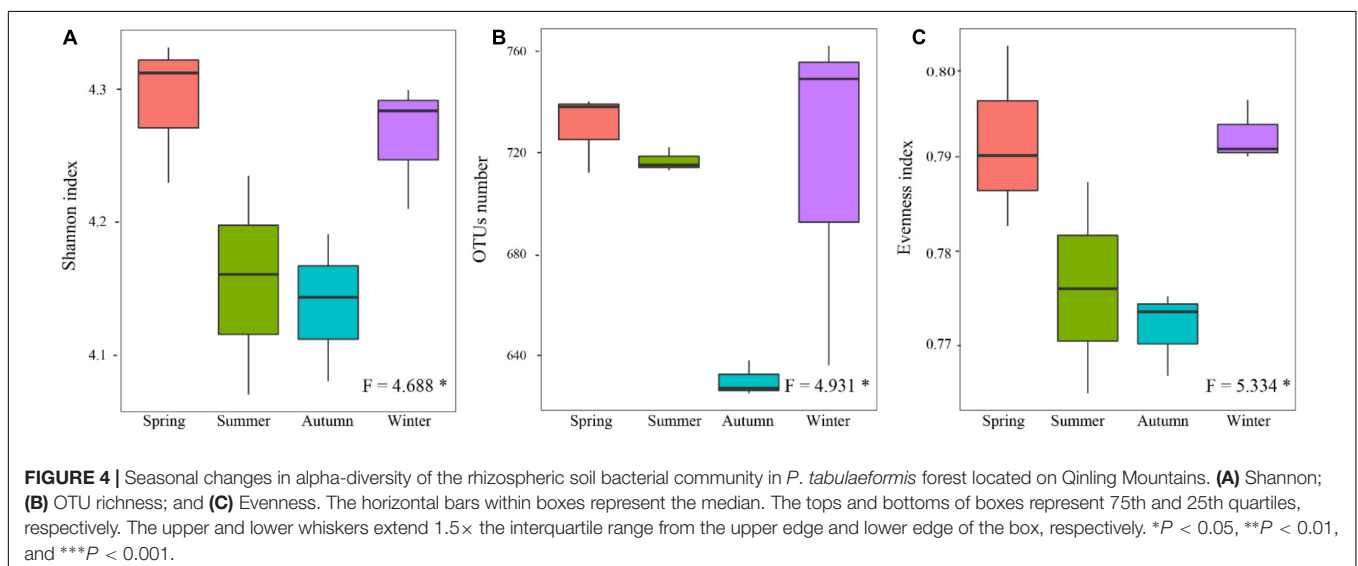 A
Shannon index
4.3
4.2
4.1
F = 4.688 *
Spring Summer Autumn Winter
B
OTUs number
760
720
680
640
F = 4.931 *
Spring Summer Autumn Winter
C
Evenness index
0.80
0.79
0.78
0.77
F = 5.334 *
Spring Summer Autumn Winter
FIGURE 4 | Seasonal changes in alpha-diversity of the rhizospheric soil bacterial community in P. tabulaeformis forest located on Qinling Mountains. (A) Shannon;
(B) OTU richness; and (C) Evenness. The horizontal bars within boxes represent the median. The tops and bottoms of boxes represent 75th and 25th quartiles,
respectively. The upper and lower whiskers extend 1.5× the interquartile range from the upper edge and lower edge of the box, respectively. *P < 0.05, **P < 0.01,
and ***P < 0.001.